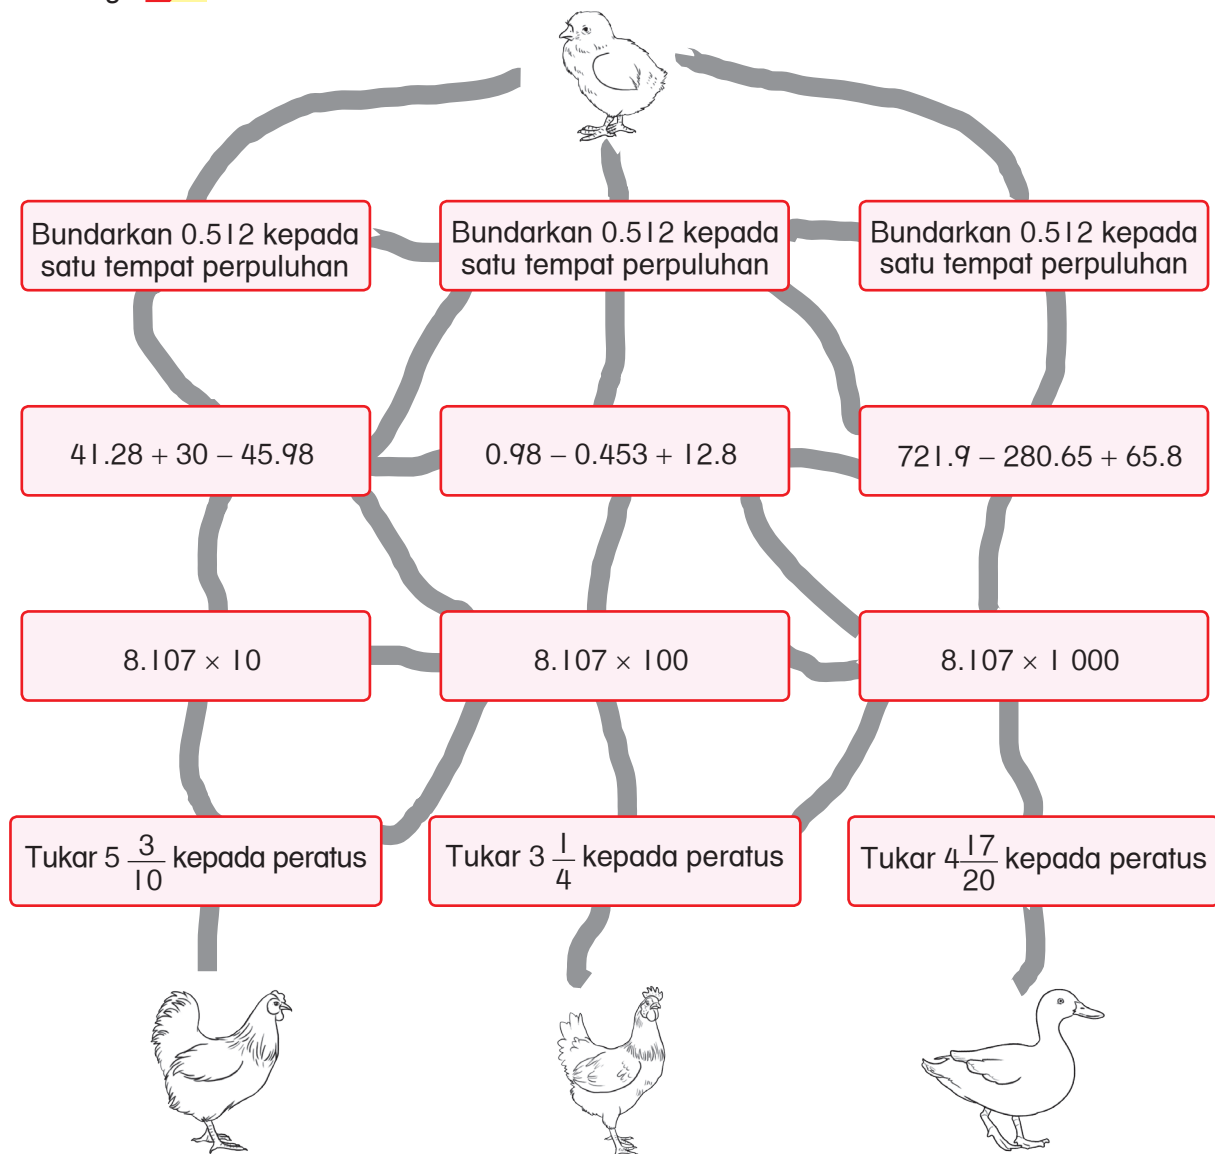 Bundarkan 0.512 kepada
satu tempat perpuluhan
Bundarkan 0.512 kepada
satu tempat perpuluhan
Bundarkan 0.512 kepada
satu tempat perpuluhan
41.28 + 30 – 45.98
0.98 – 0.453 + 12.8
721.9 – 280.65 + 65.8
8.107 × 10
8.107 × 100
8.107 × 1 000
Tukar 5 3/10 kepada peratus
Tukar 3 1/4 kepada peratus
Tukar 4 17/20 kepada peratus